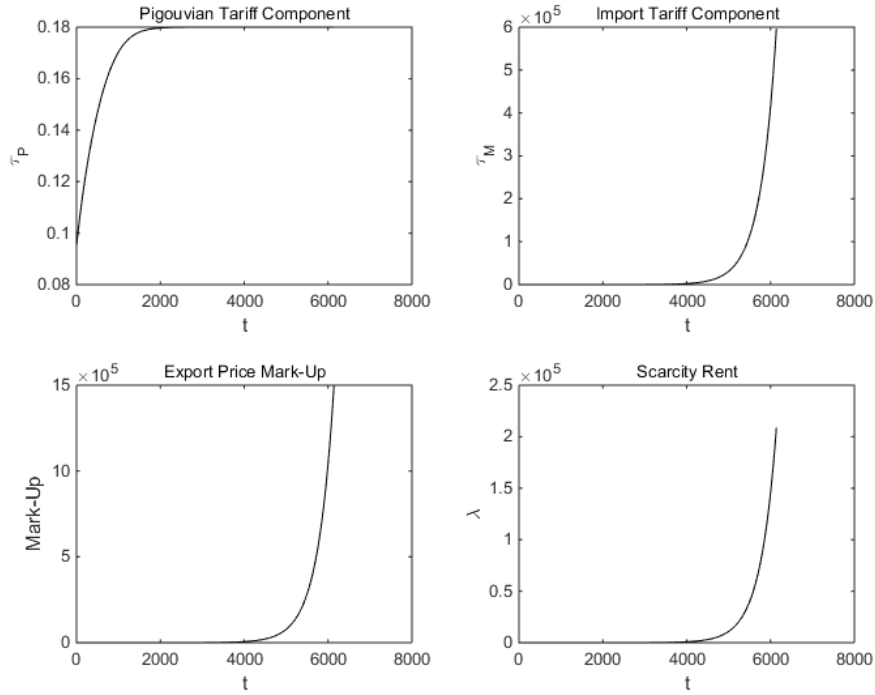 Pigouvian Tariff Component
0.18
0.16
0.14
0.12
0.1
0.08
τP
0 2000 4000 6000 8000
t
Import Tariff Component
×10^5
6
5
4
3
2
1
0
τM
0 2000 4000 6000 8000
t
Export Price Mark-Up
×10^5
15
10
5
0
Mark-Up
0 2000 4000 6000 8000
t
Scarcity Rent
×10^5
2.5
2
1.5
1
0.5
0
λ
0 2000 4000 6000 8000
t